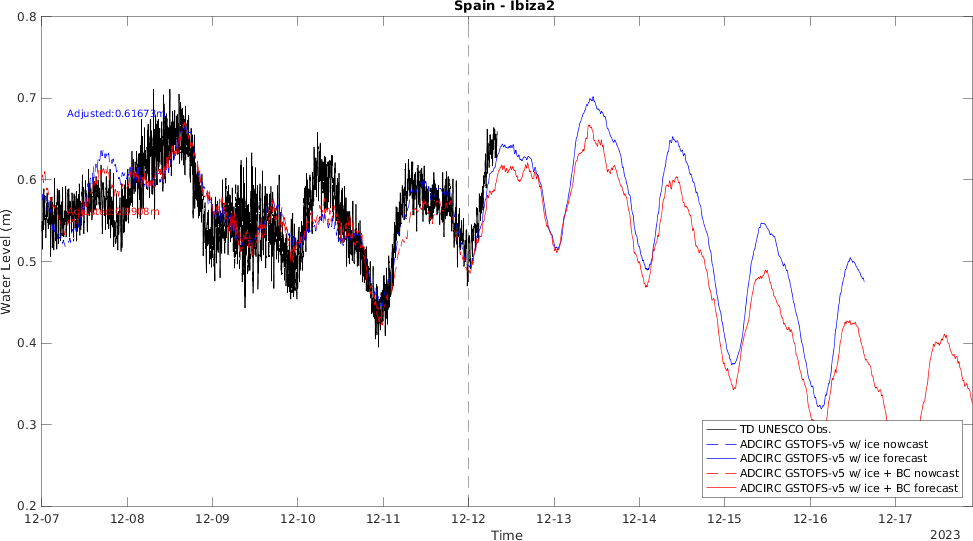 Spain - Ibiza2
0.8
0.7
0.6
0.5
0.4
0.3
0.2
Water Level (m)
Adjusted:0.61673m
TD UNESCO Obs.
ADCIRC GSTOFS-v5 w/ ice nowcast
ADCIRC GSTOFS-v5 w/ ice forecast
ADCIRC GSTOFS-v5 w/ ice + BC nowcast
ADCIRC GSTOFS-v5 w/ ice + BC forecast
12-07 12-08 12-09 12-10 12-11 12-12 12-13 12-14 12-15 12-16 12-17
Time
2023